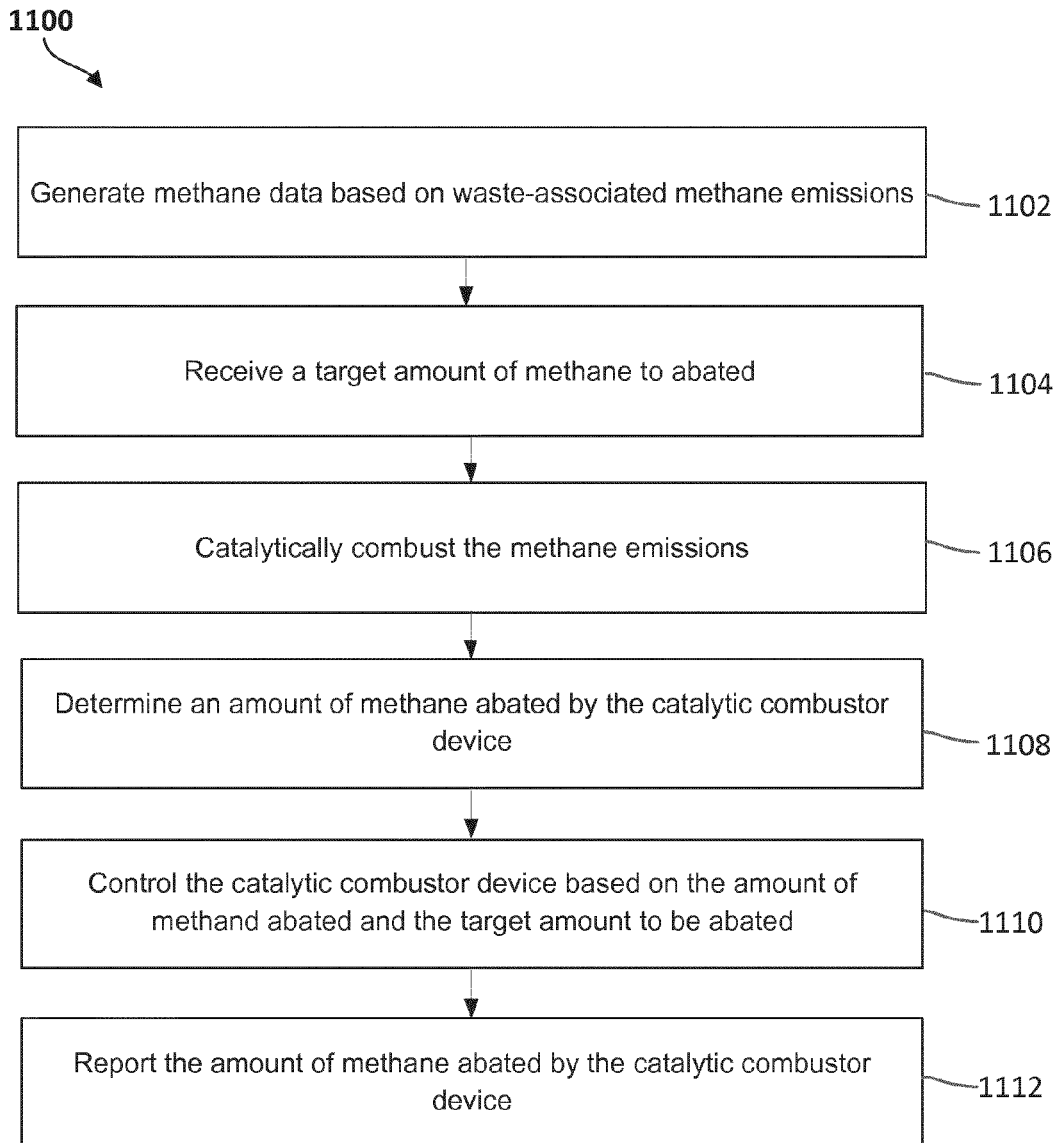 1100
Generate methane data based on waste-associated methane emissions
1102
Receive a target amount of methane to abated
1104
Catalytically combust the methane emissions
1106
Determine an amount of methane abated by the catalytic combustor
device
1108
Control the catalytic combustor device based on the amount of
methand abated and the target amount to be abated
1110
Report the amount of methane abated by the catalytic combustor
device
1112